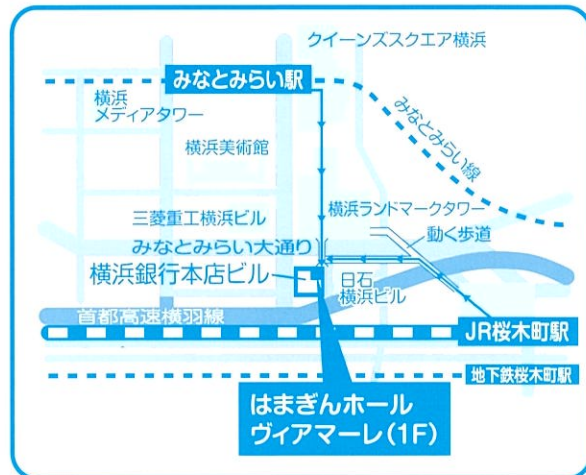 クイーンズスクエア横浜
みなとみらい駅
横浜
メディアタワー
みなとみらい線
横浜美術館
三菱重工横浜ビル
横浜ランドマークタワー
動く歩道
みなとみらい大通り
横浜銀行本店ビル
日石
横浜ビル
首都高速横羽線
JR桜木町駅
地下鉄桜木町駅
はまぎんホール
ヴィアマーレ(1F)